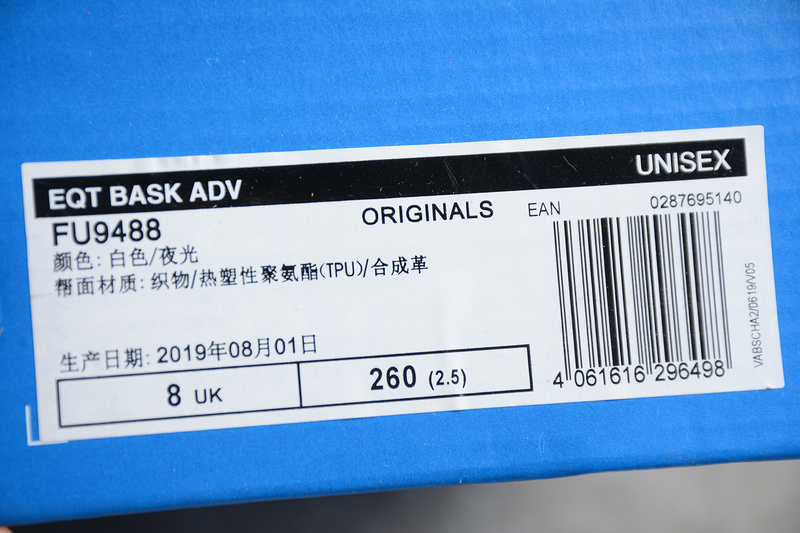 EQT BASK ADV
UNISEX
FU9488
ORIGINALS
EAN
0287695140
颜色: 白色/夜光
帮面材质: 织物/热塑性聚氨酯(TPU)/合成革
生产日期: 2019年08月01日
8 UK
260 (2.5)
4 061616 296498
VABSCHA2/0619/V05